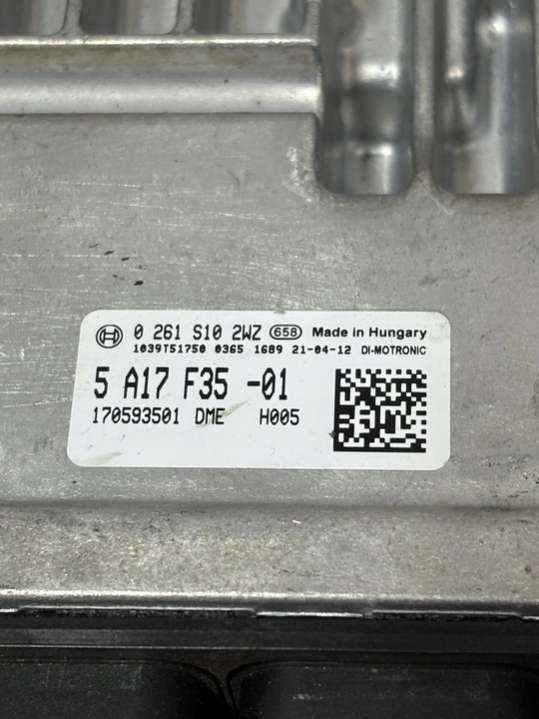 0 261 S10 2WZ 658 Made in Hungary
1039T51750 0365 1689 21-04-12 DI-MOTRONIC
5 A17 F35 -01
170593501 DME H005